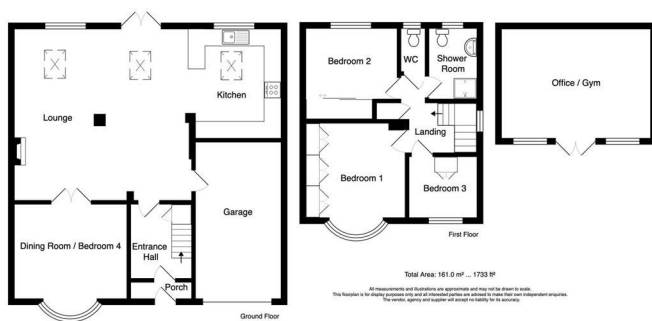 Lounge
Kitchen
Garage
Dining Room / Bedroom 4
Entrance
Hall
Porch
Ground Floor
Bedroom 2
WC
Shower
Room
Landing
Bedroom 1
Bedroom 3
First Floor
Office / Gym
Total Area: 161.0 m² ... 1733 ft²
All measurements and illustrations are approximate and may not be drawn to scale.
This floorplan is for display purposes only and all interested parties are advised to make their own independent enquiries.
The vendor, agency and supplier will accept no liability for its accuracy.